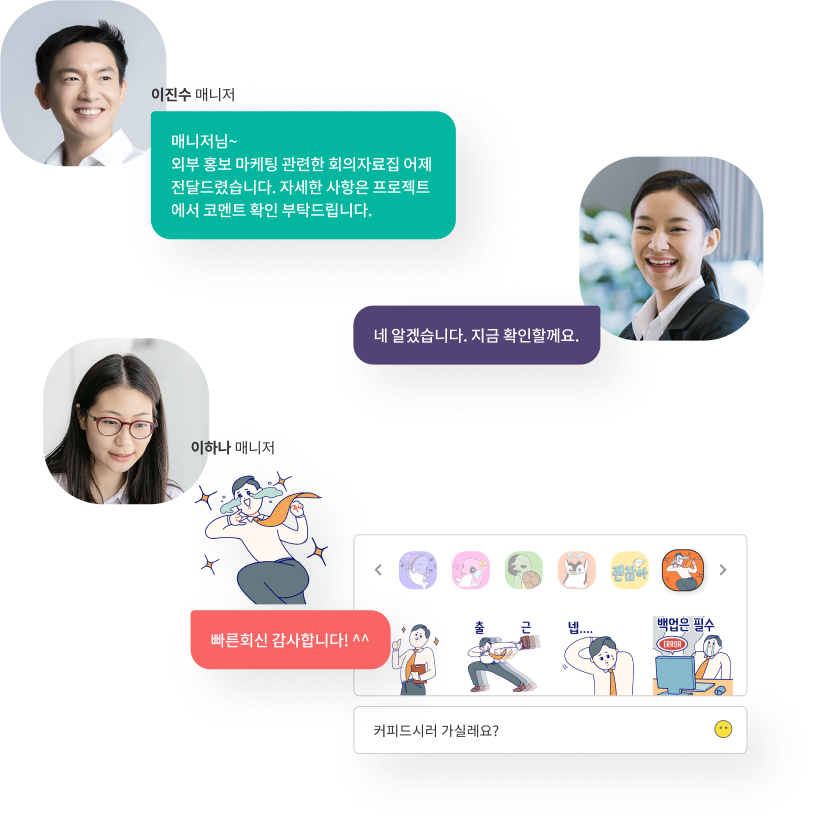 이진수 매니저
매니저님~
외부 홍보 마케팅 관련한 회의자료집 어제
전달드렸습니다. 자세한 사항은 프로젝트
에서 코멘트 확인 부탁드립니다.
네 알겠습니다. 지금 확인할께요.
이하나 매니저
빠른회신 감사합니다! ^^
괜찮아
출 근
넵....
백업은 필수
ERROR
커피드시러 가실레요?